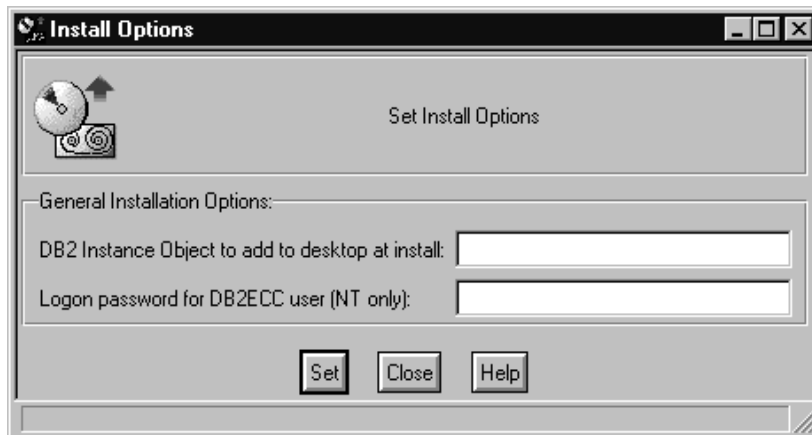 Install Options
Set Install Options
General Installation Options:
DB2 Instance Object to add to desktop at install:
Logon password for DB2ECC user (NT only):
Set Close Help